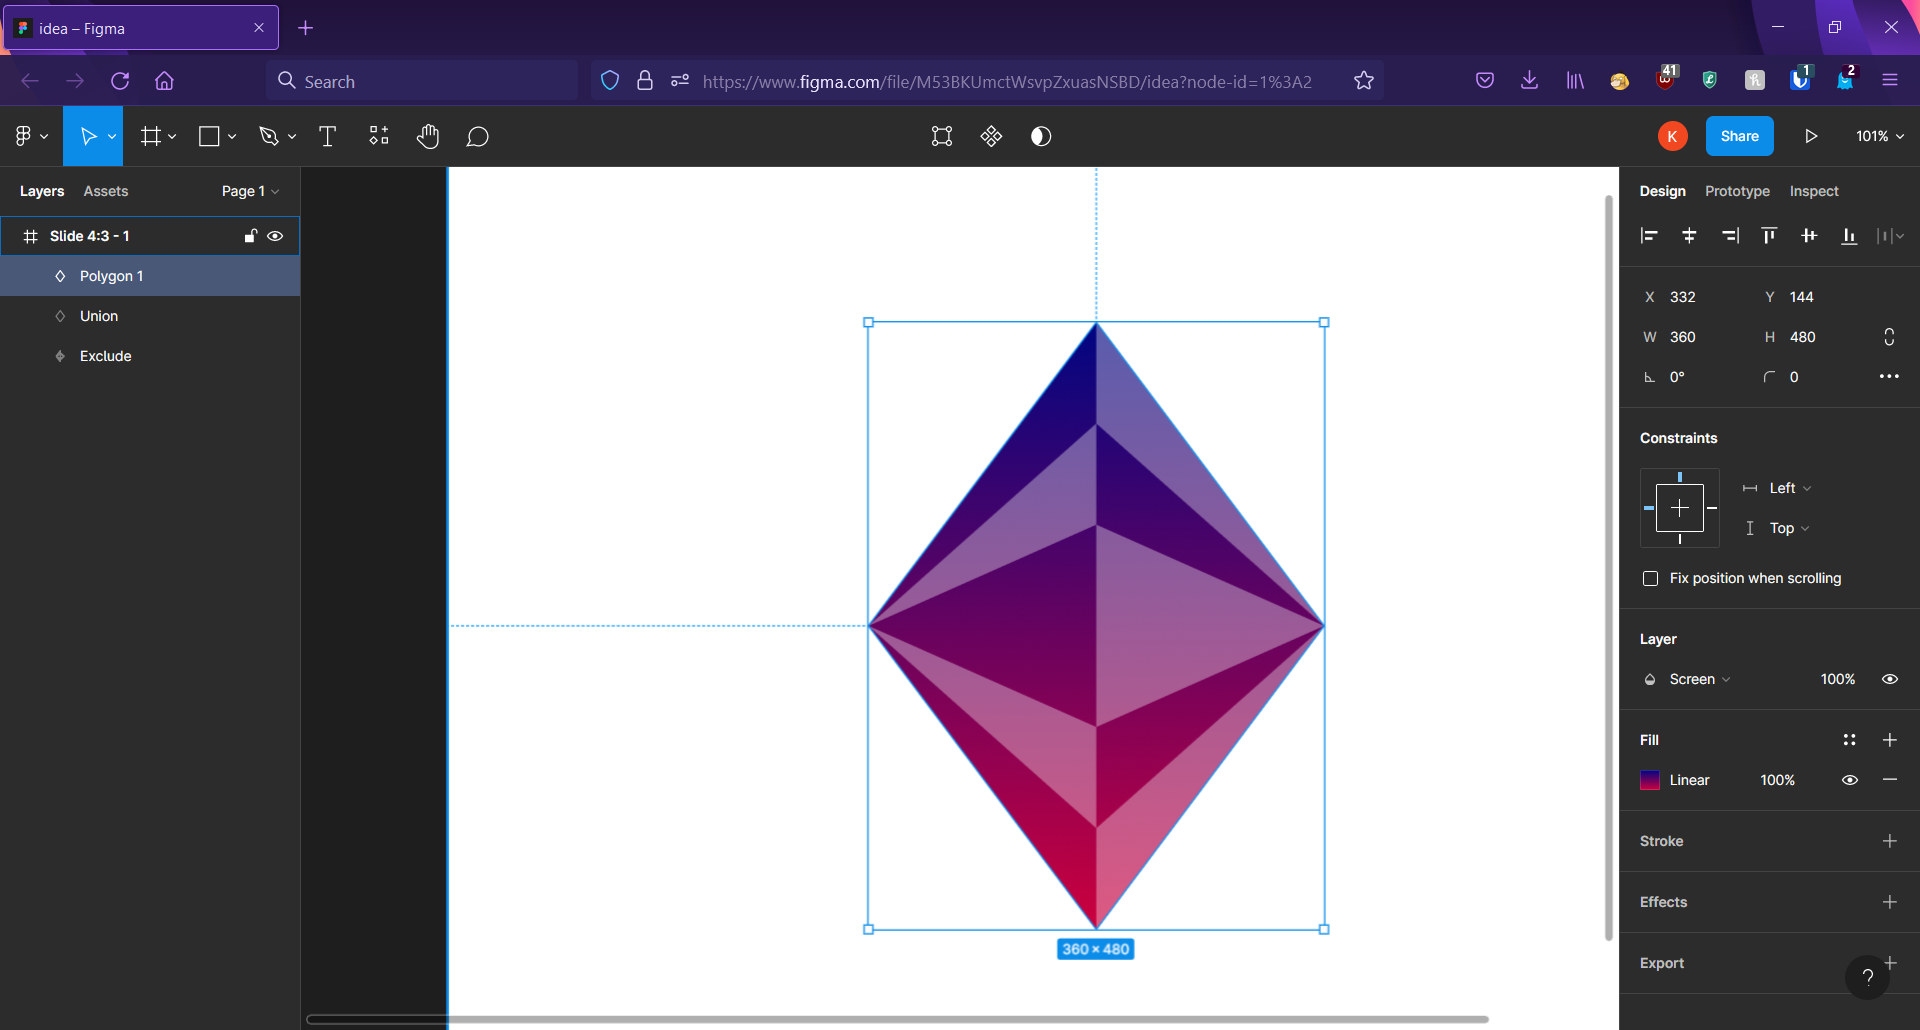 idea – Figma
Search
https://www.figma.com/file/M53BKUmctWsvpZxuasNSBD/idea?node-id=1%3A2
41
1
2
K
Share
101%
Layers
Assets
Page 1
Slide 4:3 - 1
Polygon 1
Union
Exclude
360 × 480
Design
Prototype
Inspect
X 332
Y 144
W 360
H 480
0°
0
Constraints
Left
Top
Fix position when scrolling
Layer
Screen
100%
Fill
Linear
100%
Stroke
Effects
Export
?